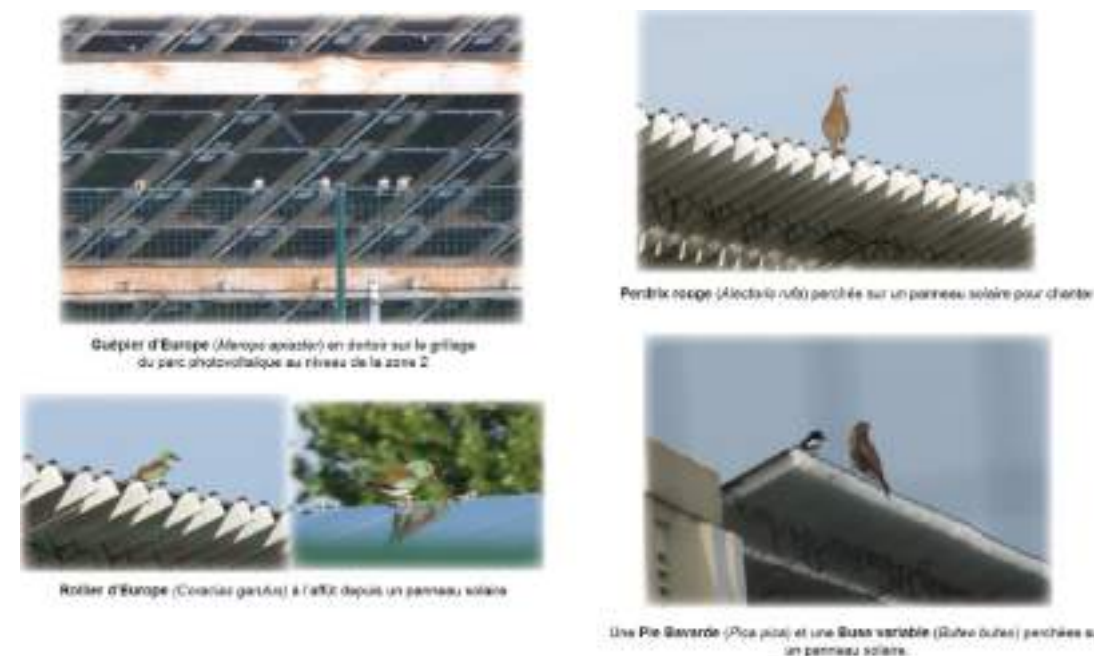 Guêpier d'Europe (Merops apiaster) en dortoir sur le grillage
du parc photovoltaïque au niveau de la zone 2
Perdrix rouge (Alectoris rufa) perchée sur un panneau solaire pour chanter
Rollier d'Europe (Coracias garrulus) à l'affût depuis un panneau solaire
Une Pie Bavarde (Pica pica) et une Buse variable (Buteo buteo) perchées s
un panneau solaire.